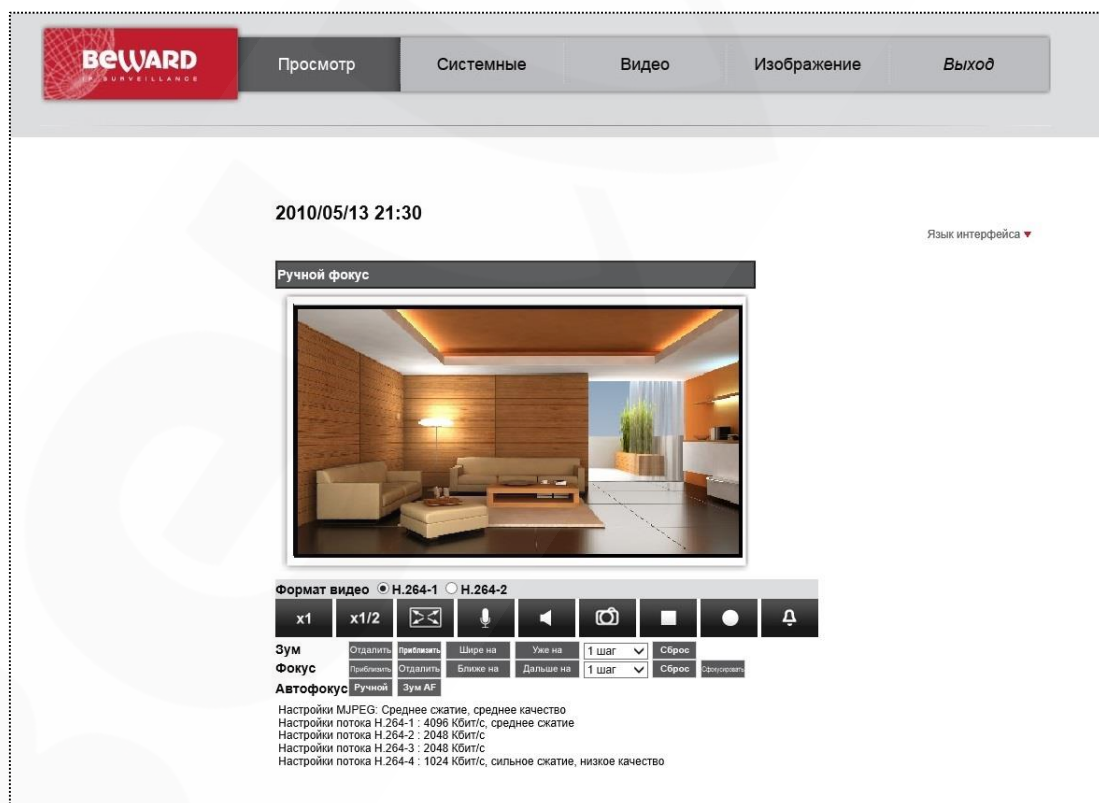 BEWARD
IP SURVEILLANCE
Просмотр Системные Видео Изображение Выход
2010/05/13 21:30
Язык интерфейса
Ручной фокус
Формат видео H.264-1 H.264-2
x1 x1/2
Зум Отдалить Приблизить Шире на Уже на 1 шаг Сброс
Фокус Приблизить Отдалить Ближе на Дальше на 1 шаг Сброс Сфокусировать
Автофокус Ручной Зум AF
Настройки MJPEG: Среднее сжатие, среднее качество
Настройки потока H.264-1 : 4096 Кбит/с, среднее сжатие
Настройки потока H.264-2 : 2048 Кбит/с
Настройки потока H.264-3 : 2048 Кбит/с
Настройки потока H.264-4 : 1024 Кбит/с, сильное сжатие, низкое качество